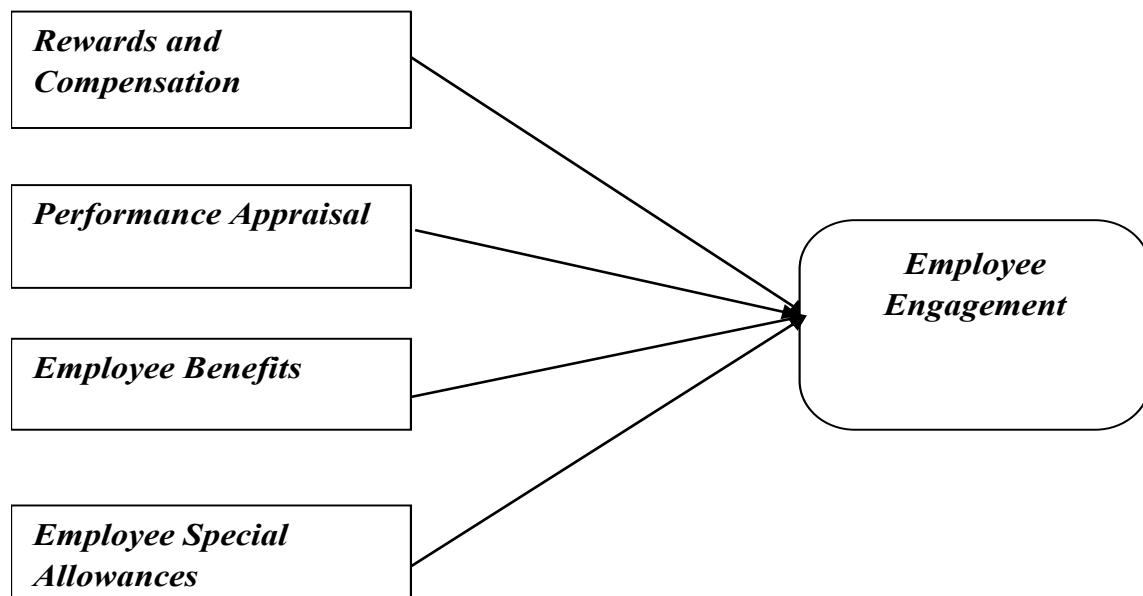 Rewards and
Compensation
Performance Appraisal
Employee
Engagement
Employee Benefits
Employee Special
Allowances